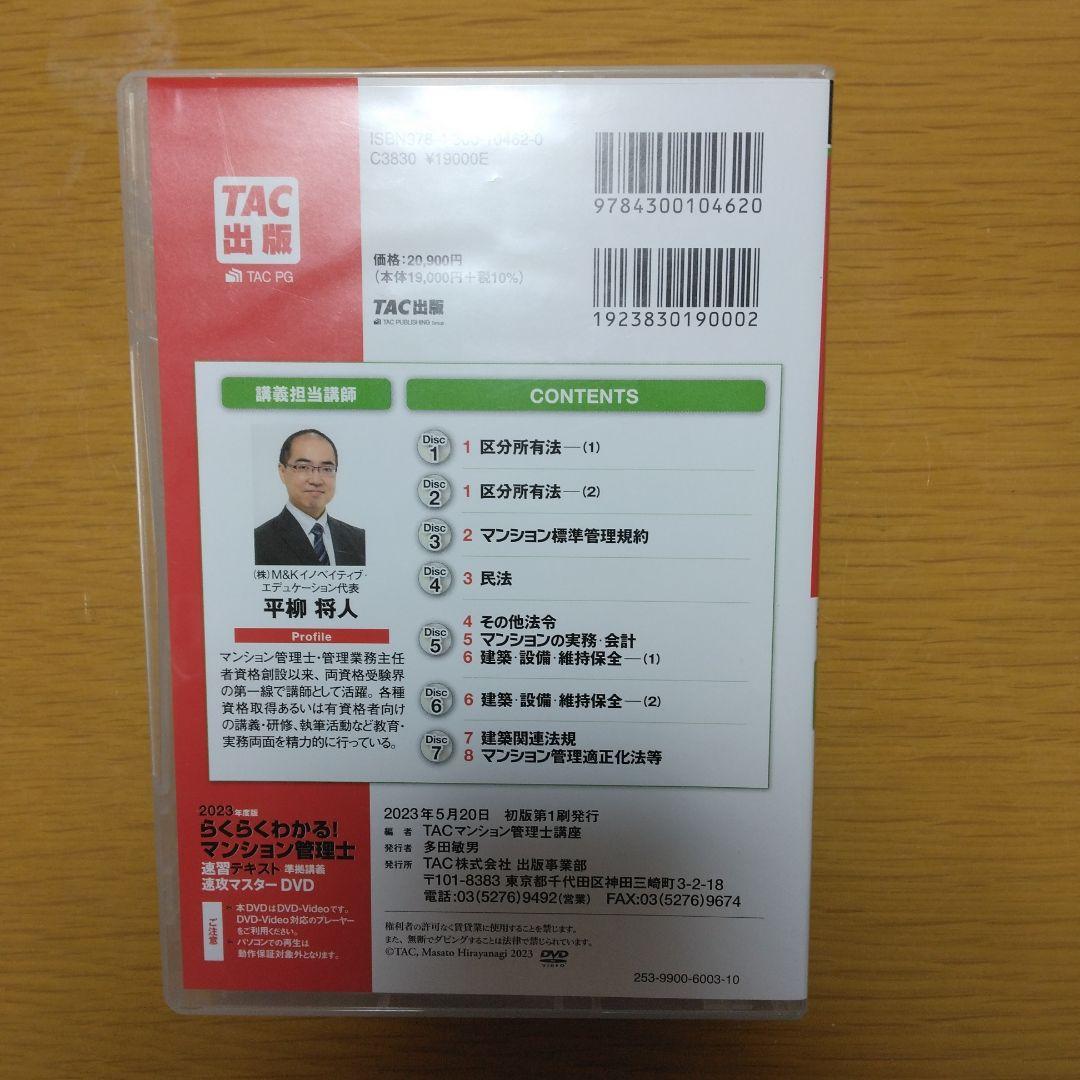 C3830 ¥19000E
9784300104620
TAC
出版
TAC PG
価格:20,900円
(本体19,000円+税10%)
TAC出版
TAC PUBLISHING Group
1923830190002
講義担当講師
(株)M&Kイノベイティブ・
エデュケーション代表
平柳 将人
Profile
マンション管理士・管理業務主任
者資格創設以来、両資格受験界
の第一線で講師として活躍。各種
資格取得あるいは有資格者向け
の講義・研修、執筆活動など教育・
実務両面を精力的に行っている。
CONTENTS
Disc 1 1 区分所有法―(1)
Disc 2 1 区分所有法―(2)
Disc 3 2 マンション標準管理規約
Disc 4 3 民法
Disc 5 4 その他法令
5 マンションの実務・会計
6 建築・設備・維持保全―(1)
Disc 6 6 建築・設備・維持保全―(2)
Disc 7 7 建築関連法規
8 マンション管理適正化法等
2023年度版
らくらくわかる!
マンション管理士
速習テキスト 準拠講義
速攻マスターDVD
ご注意
本DVDはDVD-Videoです。
DVD-Video対応のプレーヤー
をご利用ください。
パソコンでの再生は
動作保証対象外となります。
2023年5月20日 初版第1刷発行
編者 TACマンション管理士講座
発行者 多田敏男
発行所 TAC株式会社 出版事業部
〒101-8383 東京都千代田区神田三崎町3-2-18
電話:03(5276)9492(営業) FAX:03(5276)9674
権利者の許可なく賃貸業に使用することを禁じます。
また、無断でダビングすることは法律で禁じられています。
©TAC, Masato Hirayanagi 2023 DVD VIDEO
253-9900-6003-10